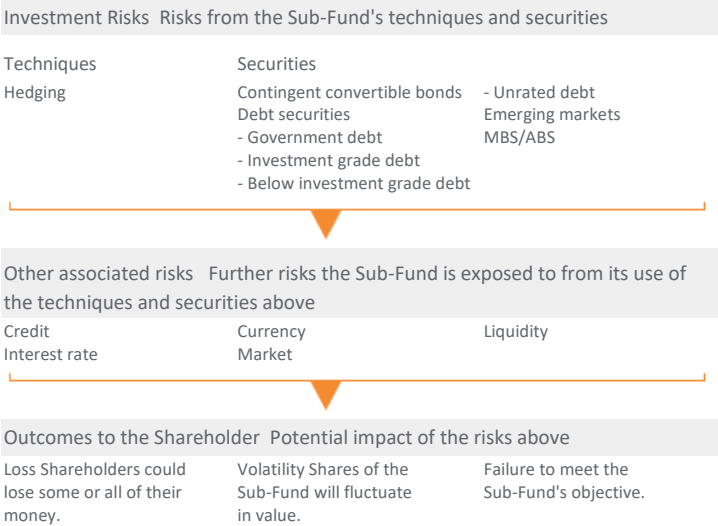 Investment Risks Risks from the Sub-Fund's techniques and securities
Techniques
Hedging
Securities
Contingent convertible bonds
Debt securities
- Government debt
- Investment grade debt
- Below investment grade debt
- Unrated debt
Emerging markets
MBS/ABS
Other associated risks Further risks the Sub-Fund is exposed to from its use of
the techniques and securities above
Credit
Interest rate
Currency
Market
Liquidity
Outcomes to the Shareholder Potential impact of the risks above
Loss Shareholders could
lose some or all of their
money.
Volatility Shares of the
Sub-Fund will fluctuate
in value.
Failure to meet the
Sub-Fund's objective.